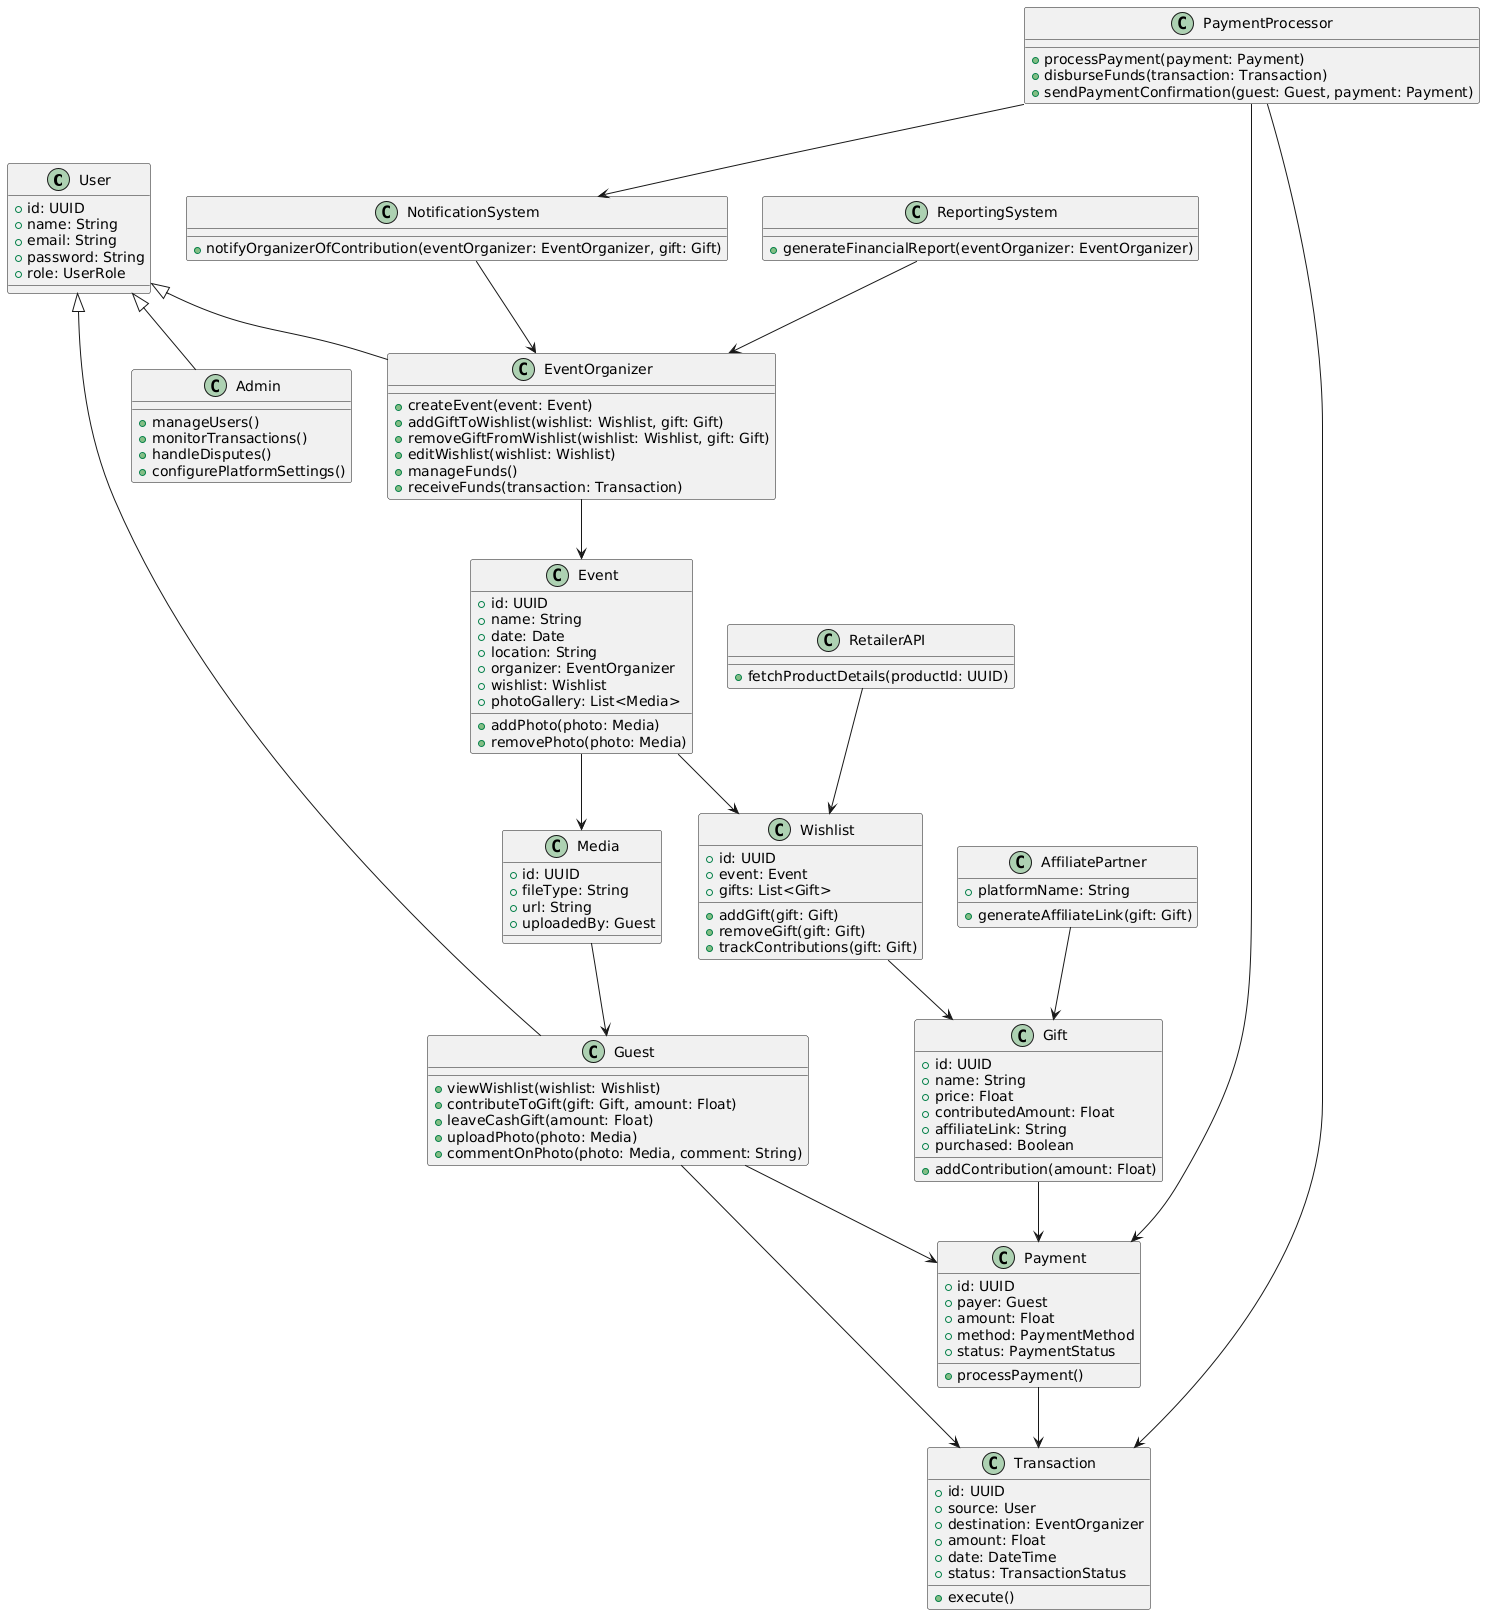 C PaymentProcessor
processPayment(payment: Payment)
disburseFunds(transaction: Transaction)
sendPaymentConfirmation(guest: Guest, payment: Payment)
C User
id: UUID
name: String
email: String
password: String
role: UserRole
C NotificationSystem
notifyOrganizerOfContribution(eventOrganizer: EventOrganizer, gift: Gift)
C ReportingSystem
generateFinancialReport(eventOrganizer: EventOrganizer)
C Admin
manageUsers()
monitorTransactions()
handleDisputes()
configurePlatformSettings()
C EventOrganizer
createEvent(event: Event)
addGiftToWishlist(wishlist: Wishlist, gift: Gift)
removeGiftFromWishlist(wishlist: Wishlist, gift: Gift)
editWishlist(wishlist: Wishlist)
manageFunds()
receiveFunds(transaction: Transaction)
C Event
id: UUID
name: String
date: Date
location: String
organizer: EventOrganizer
wishlist: Wishlist
photoGallery: List<Media>
addPhoto(photo: Media)
removePhoto(photo: Media)
C RetailerAPI
fetchProductDetails(productId: UUID)
C Media
id: UUID
fileType: String
url: String
uploadedBy: Guest
C Wishlist
id: UUID
event: Event
gifts: List<Gift>
addGift(gift: Gift)
removeGift(gift: Gift)
trackContributions(gift: Gift)
C AffiliatePartner
platformName: String
generateAffiliateLink(gift: Gift)
C Guest
viewWishlist(wishlist: Wishlist)
contributeToGift(gift: Gift, amount: Float)
leaveCashGift(amount: Float)
uploadPhoto(photo: Media)
commentOnPhoto(photo: Media, comment: String)
C Gift
id: UUID
name: String
price: Float
contributedAmount: Float
affiliateLink: String
purchased: Boolean
addContribution(amount: Float)
C Payment
id: UUID
payer: Guest
amount: Float
method: PaymentMethod
status: PaymentStatus
processPayment()
C Transaction
id: UUID
source: User
destination: EventOrganizer
amount: Float
date: DateTime
status: TransactionStatus
execute()